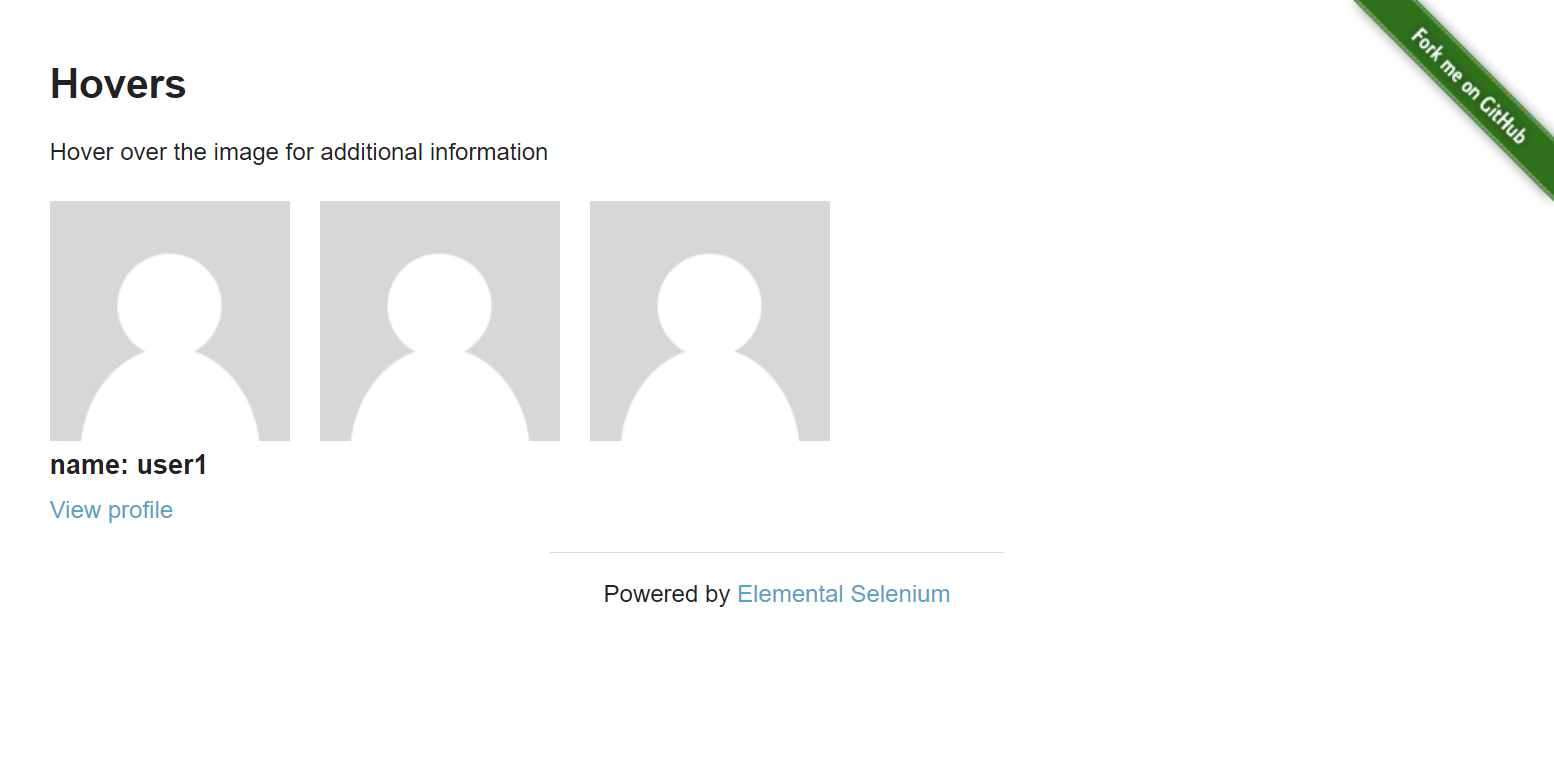 Fork me on GitHub
Hovers
Hover over the image for additional information
name: user1
View profile
Powered by Elemental Selenium